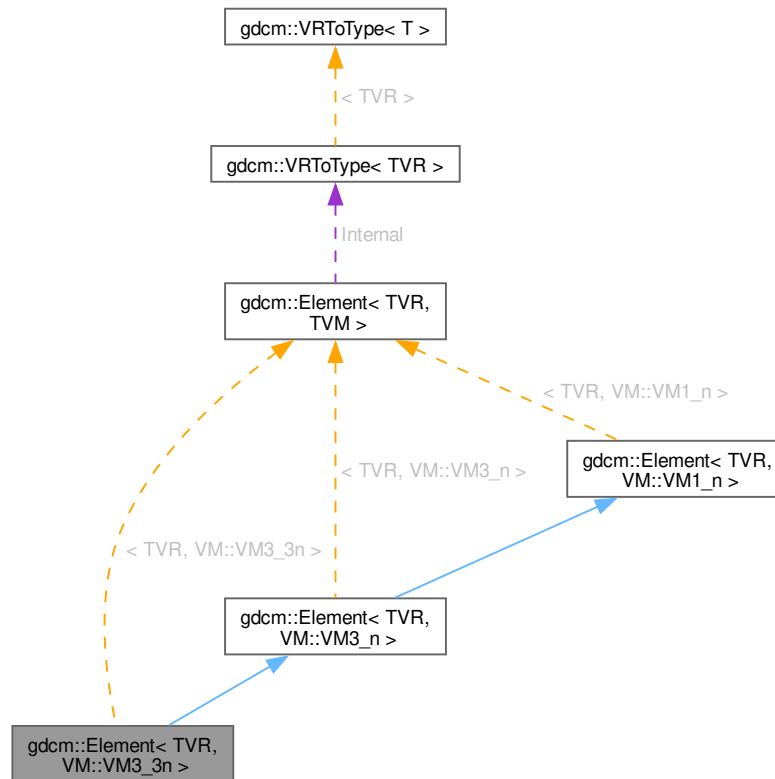 gdcm::VRToType< T >
< TVR >
gdcm::VRToType< TVR >
Internal
gdcm::Element< TVR,
TVM >
< TVR, VM::VM1_n >
gdcm::Element< TVR,
VM::VM1_n >
< TVR, VM::VM3_n >
< TVR, VM::VM3_3n >
gdcm::Element< TVR,
VM::VM3_n >
gdcm::Element< TVR,
VM::VM3_3n >